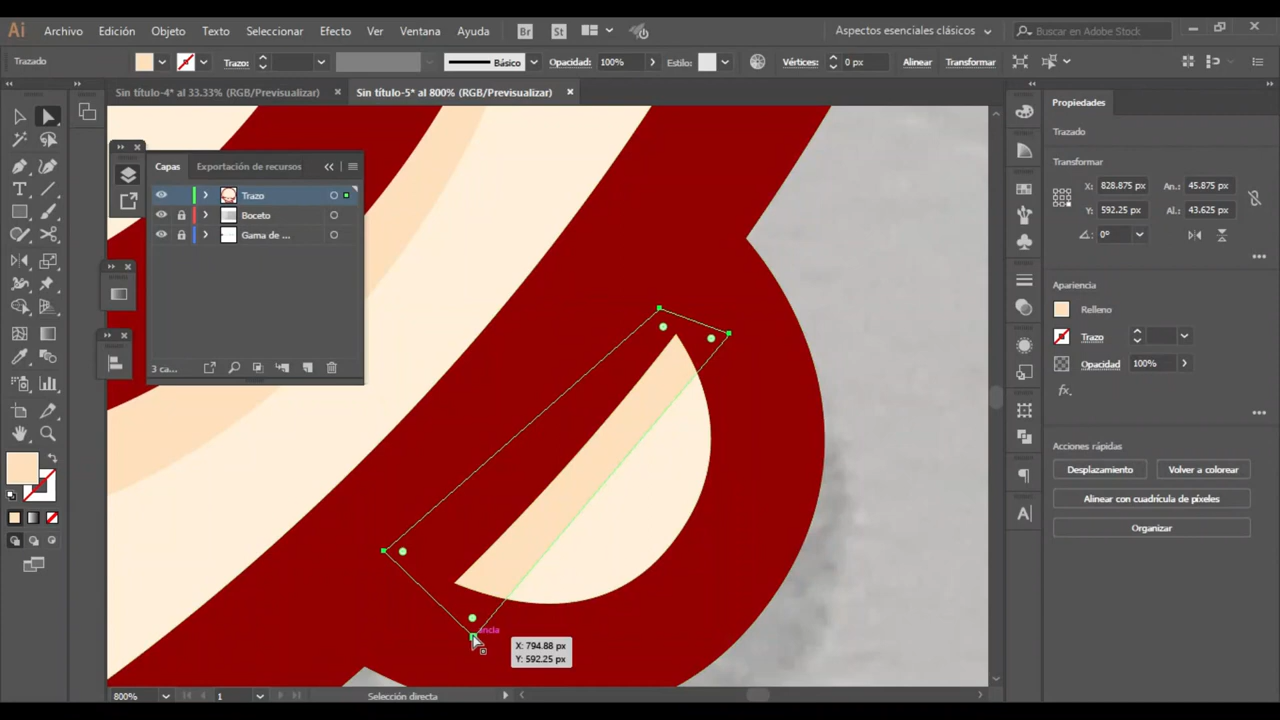 Ai Archivo Edición Objeto Texto Seleccionar Efecto Ver Ventana Ayuda Br St Aspectos esenciales clásicos Buscar en Adobe Stock
Trazado Trazo: Básico Opacidad: 100% Estilo: Vértices: 0 px Alinear Transformar
Sin título-4* al 33.33% (RGB/Previsualizar) Sin título-5* al 800% (RGB/Previsualizar)
Capas Exportación de recursos
Trazo
Boceto
Gama de ...
3 ca...
Propiedades
Trazado
Transformar
X: 828.875 px An.: 45.875 px
Y: 592.25 px Al.: 43.625 px
0°
Apariencia
Relleno
Trazo
Opacidad 100%
fx.
Acciones rápidas
Desplazamiento Volver a colorear
Alinear con cuadrícula de píxeles
Organizar
ancla
X: 794.88 px
Y: 592.25 px
800% 1 Selección directa